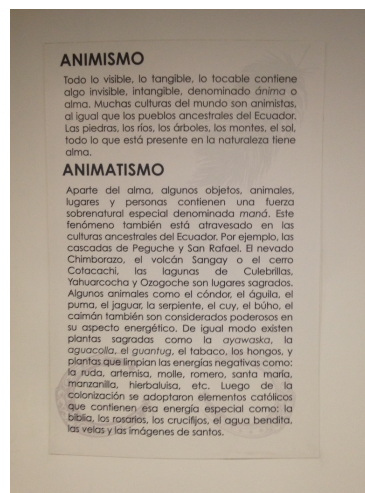 ANIMISMO
Todo lo visible, lo tangible, lo tocable contiene
algo invisible, intangible, denominado ánima o
alma. Muchas culturas del mundo son animistas,
al igual que los pueblos ancestrales del Ecuador.
Las piedras, los ríos, los árboles, los montes, el sol,
todo lo que está presente en la naturaleza tiene
alma.
ANIMATISMO
Aparte del alma, algunos objetos, animales,
lugares y personas contienen una fuerza
sobrenatural especial denominada maná. Este
fenómeno también está atravesado en las
culturas ancestrales del Ecuador. Por ejemplo, las
cascadas de Peguche y San Rafael. El nevado
Chimborazo, el volcán Sangay o el cerro
Cotacachi, las lagunas de Culebrillas,
Yahuarcocha y Ozogoche son lugares sagrados.
Algunos animales como el cóndor, el águila, el
puma, el jaguar, la serpiente, el cuy, el búho, el
caimán también son considerados poderosos en
su aspecto energético. De igual modo existen
plantas sagradas como la ayawaska, la
aguacolla, el guantug, el tabaco, los hongos, y
plantas que limpian las energías negativas como:
la ruda, artemisa, molle, romero, santa maría,
manzanilla, hierbaluisa, etc. Luego de la
colonización se adoptaron elementos católicos
que contienen esa energía especial como: la
biblia, los rosarios, los crucifijos, el agua bendita,
las velas y las imágenes de santos.